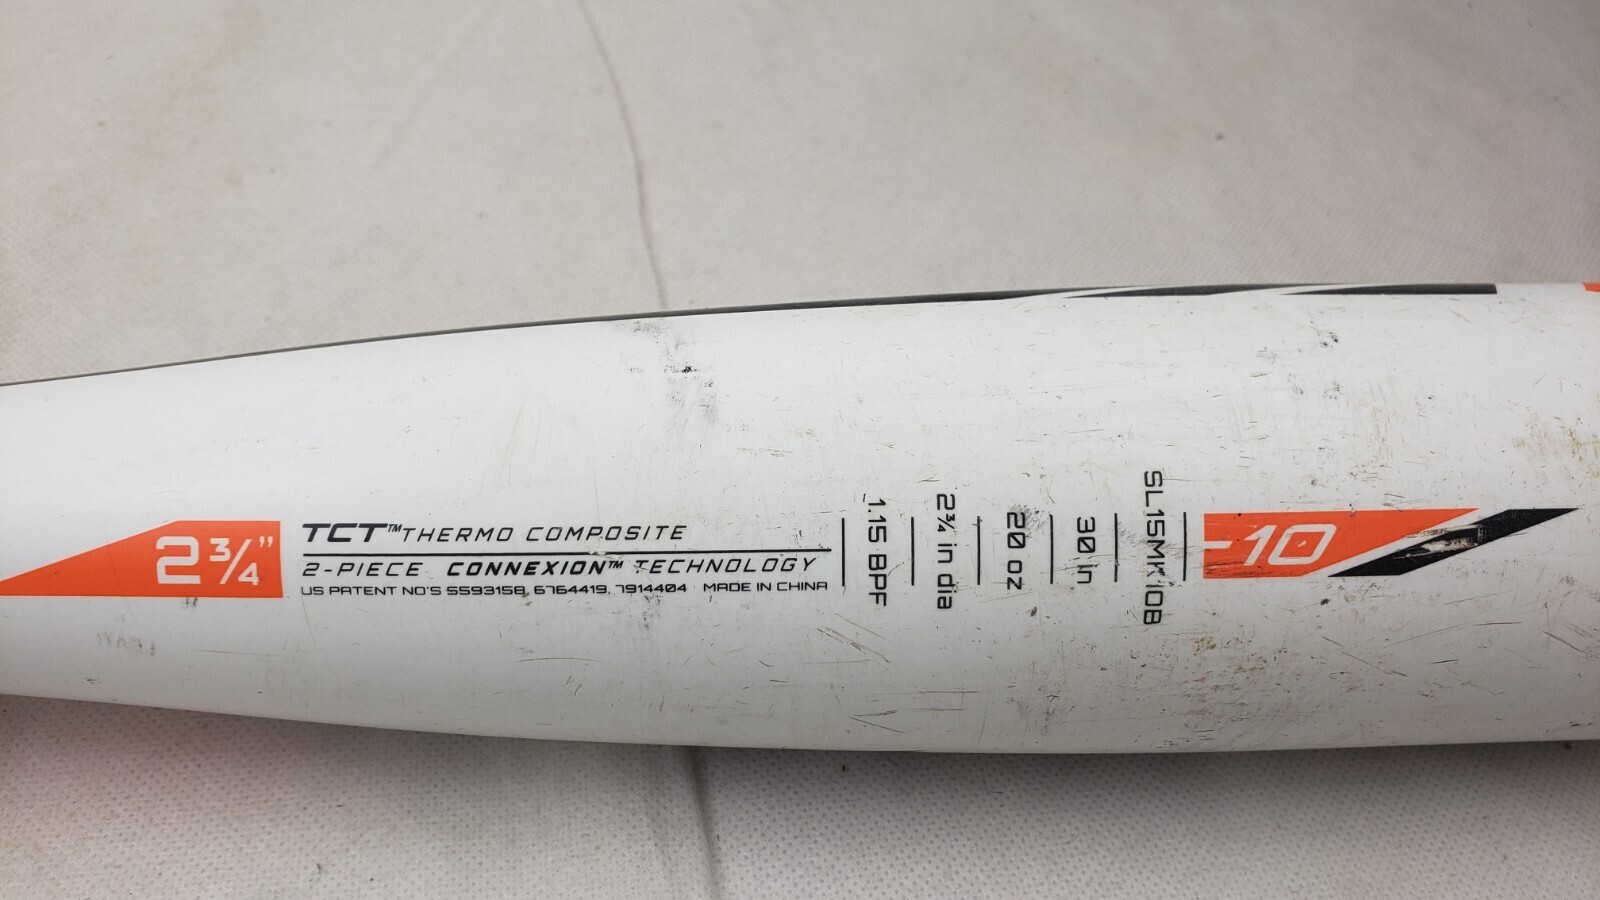 2 3/4"
TCT™ THERMO COMPOSITE
2-PIECE CONNEXION™ TECHNOLOGY
US PATENT NO'S 5593158, 6764419, 7914404 MADE IN CHINA
1.15 BPF
2¾ in dia
20 oz
30 in
SL15MK10B
-10